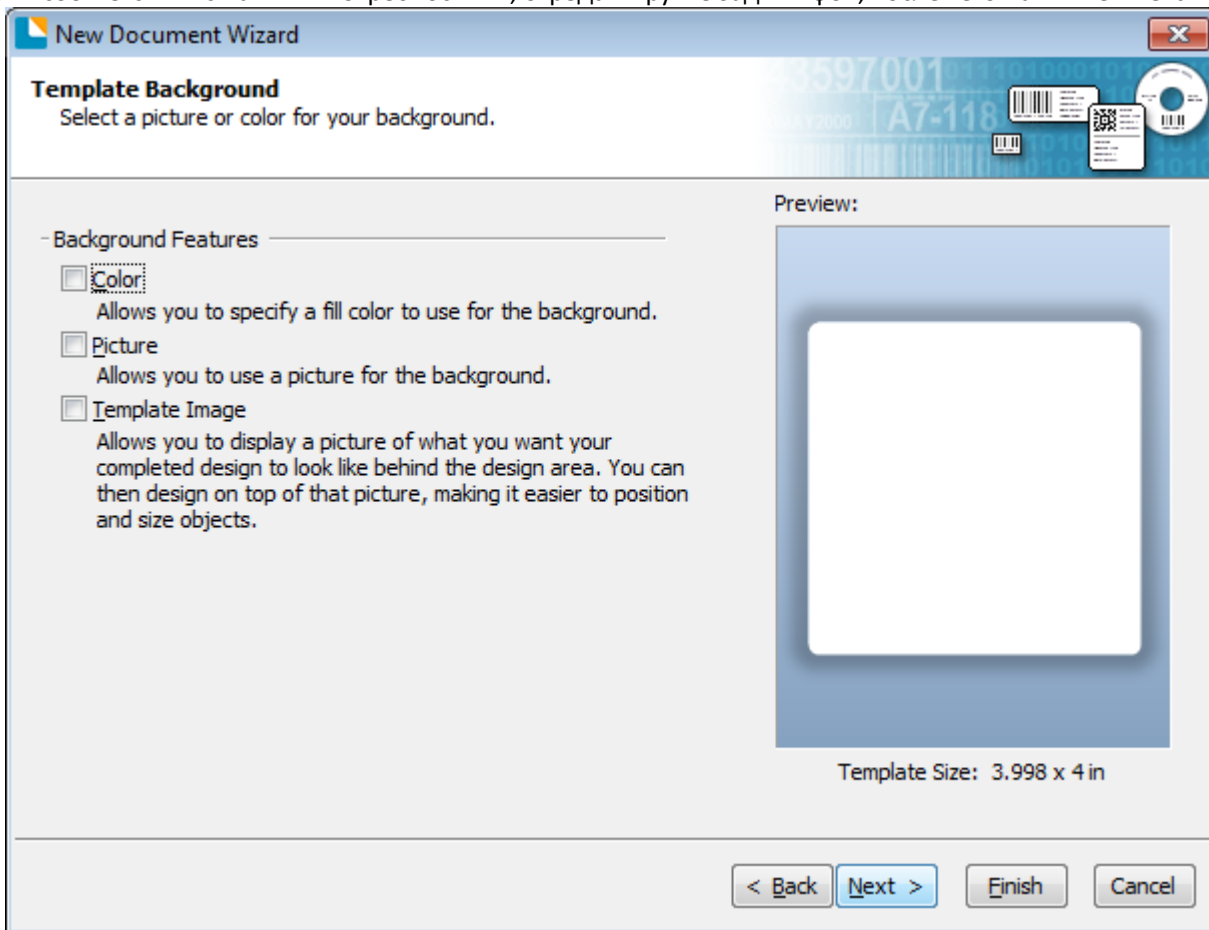 New Document Wizard
Template Background
Select a picture or color for your background.
3597001
A7-118
Preview:
Background Features
Color
Allows you to specify a fill color to use for the background.
Picture
Allows you to use a picture for the background.
Template Image
Allows you to display a picture of what you want your
completed design to look like behind the design area. You can
then design on top of that picture, making it easier to position
and size objects.
Template Size: 3.998 x 4 in
< Back
Next >
Finish
Cancel